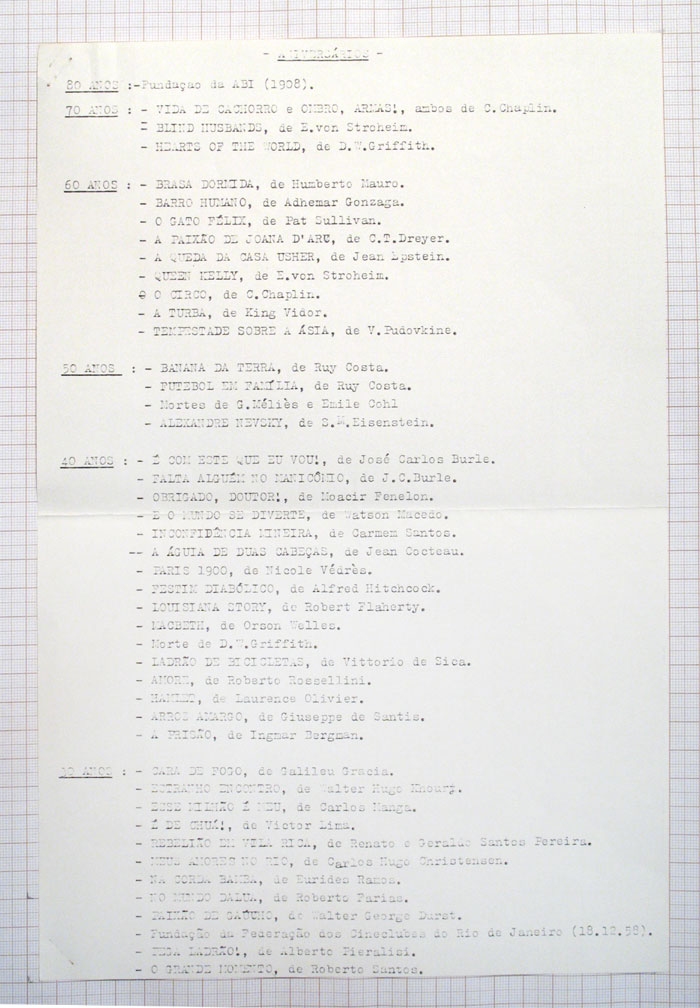 - ANIVERSÁRIOS -
80 ANOS :-Fundação da ABI (1908).
70 ANOS : - VIDA DE CACHORRO e OMBRO, ARMAS!, ambos de C.Chaplin.
- BLIND HUSBANDS, de E.von Stroheim.
- HEARTS OF THE WORLD, de D.W.Griffith.
60 ANOS : - BRASA DORMIDA, de Humberto Mauro.
- BARRO HUMANO, de Adhemar Gonzaga.
- O GATO FÉLIX, de Pat Sullivan.
- A PAIXÃO DE JOANA D'ARC, de C.T.Dreyer.
- A QUEDA DA CASA USHER, de Jean Epstein.
- QUEEN KELLY, de E.von Stroheim.
O CIRCO, de C.Chaplin.
- A TURBA, de King Vidor.
- TEMPESTADE SOBRE A ÁSIA, de V.Pudovkine.
50 ANOS : - BANANA DA TERRA, de Ruy Costa.
- FUTEBOL EM FAMÍLIA, de Ruy Costa.
- Mortes de G.Méliès e Emile Cohl
- ALEXANDRE NEVSKY, de S.M.Eisenstein.
40 ANOS : - É COM ESTE QUE EU VOU!, de José Carlos Burle.
- FALTA ALGUÉM NO MANICÔMIO, de J.C.Burle.
- OBRIGADO, DOUTOR!, de Moacir Fenelon.
- E O MUNDO SE DIVERTE, de Watson Macedo.
- INCONFIDÊNCIA MINEIRA, de Carmem Santos.
-- A ÁGUIA DE DUAS CABEÇAS, de Jean Cocteau.
- PARIS 1900, de Nicole Védrès.
- FESTIM DIABÓLICO, de Alfred Hitchcock.
- LOUISIANA STORY, de Robert Flaherty.
- MACBETH, de Orson Welles.
- Morte de D.W.Griffith.
- LADRÃO DE BICICLETAS, de Vittorio de Sica.
- AMORE, de Roberto Rossellini.
- HAMLET, de Laurence Olivier.
- ARROS AMARGO, de Giuseppe de Santis.
- A PRISÃO, de Ingmar Bergman.
ANOS : - CARA DE FOGO, de Galileu Gracia.
- ESTRANHO ENCONTRO, de Walter Hugo Khoury.
- ESSE MILHÃO É MEU, de Carlos Manga.
- É DE CHUÁ!, de Victor Lima.
- REBELIÃO EM VILA RICA, de Renato e Geraldo Santos Pereira.
- MEUS AMORES NO RIO, de Carlos Hugo Christensen.
- NA CORDA BAMBA, de Eurides Ramos.
- NO MUNDO DALUA, de Roberto Farias.
- PAIXÃO DE GAÚCHO, de Walter George Durst.
- Fundação da Federação dos Cineclubes do Rio de Janeiro (18.12.58).
- PEGA LADRÃO!, de Alberto Pieralisi.
- O GRANDE MOMENTO, de Roberto Santos.